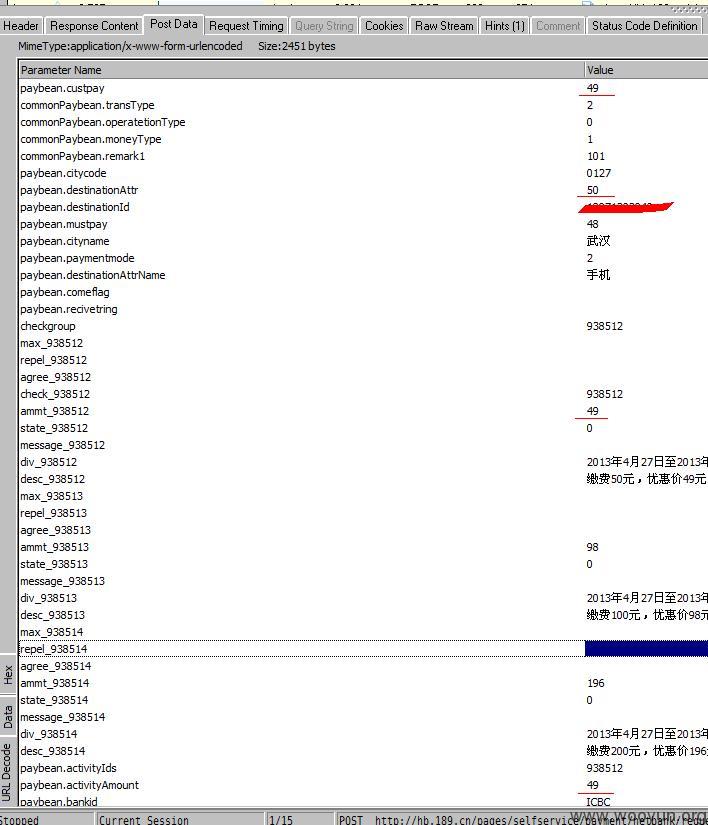 Header Response Content Post Data Request Timing Query String Cookies Raw Stream Hints (1) Comment Status Code Definition
MimeType:application/x-www-form-urlencoded Size:2451 bytes
Parameter Name Value
paybean.custpay 49
commonPaybean.transType 2
commonPaybean.operatetionType 0
commonPaybean.moneyType 1
commonPaybean.remark1 101
paybean.citycode 0127
paybean.destinationAttr 50
paybean.destinationId
paybean.mustpay 48
paybean.cityname 武汉
paybean.paymentmode 2
paybean.destinationAttrName 手机
paybean.comeflag
paybean.recivetring
checkgroup 938512
max_938512
repel_938512
agree_938512
check_938512 938512
ammt_938512 49
state_938512 0
message_938512
div_938512 2013年4月27日至2013年
desc_938512 缴费50元，优惠价49元
max_938513
repel_938513
agree_938513
ammt_938513 98
state_938513 0
message_938513
div_938513 2013年4月27日至2013年
desc_938513 缴费100元，优惠价98元
max_938514
repel_938514
agree_938514
ammt_938514 196
state_938514 0
message_938514
div_938514 2013年4月27日至2013年
desc_938514 缴费200元，优惠价196
paybean.activityIds 938512
paybean.activityAmount 49
paybean.bankid ICBC
Hex
Data
URL Decode
Stopped Current Session 1/15 POST http://hb.189.cn/pages/selfservice/payment/netbank/
www.wooyun.org